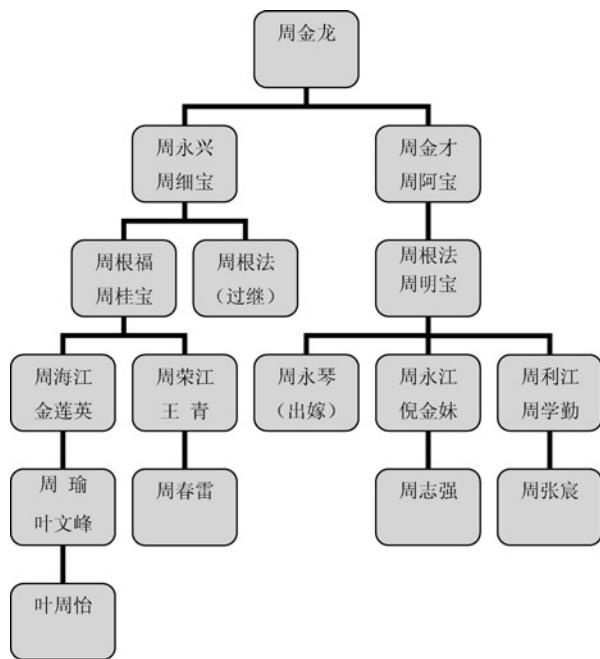 周金龙
周永兴
周细宝
周金才
周阿宝
周根福
周桂宝
周根法
（过继）
周根法
周明宝
周海江
金莲英
周荣江
王 青
周永琴
（出嫁）
周永江
倪金妹
周利江
周学勤
周 瑜
叶文峰
周春雷
周志强
周张宸
叶周怡